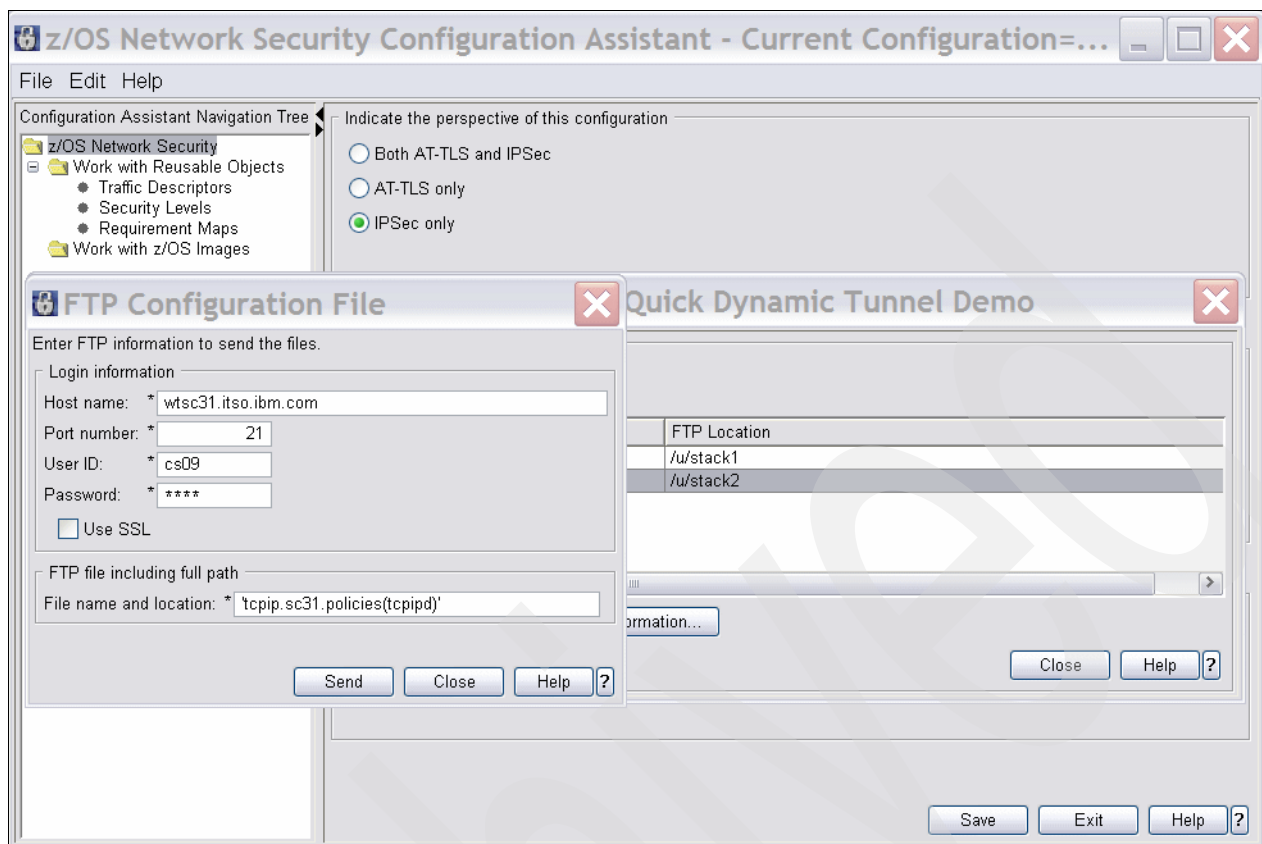 z/OS Network Security Configuration Assistant - Current Configuration=...
File Edit Help
Configuration Assistant Navigation Tree
z/OS Network Security
Work with Reusable Objects
Traffic Descriptors
Security Levels
Requirement Maps
Work with z/OS Images
Indicate the perspective of this configuration
Both AT-TLS and IPSec
AT-TLS only
IPSec only
FTP Configuration File
Enter FTP information to send the files.
Login information
Host name: * wtsc31.itso.ibm.com
Port number: * 21
User ID: * cs09
Password: * ****
Use SSL
FTP file including full path
File name and location: * 'tcpip.sc31.policies(tcpipd)'
Send Close Help ?
Quick Dynamic Tunnel Demo
FTP Location
/u/stack1
/u/stack2
ormation...
Close Help ?
Save Exit Help ?